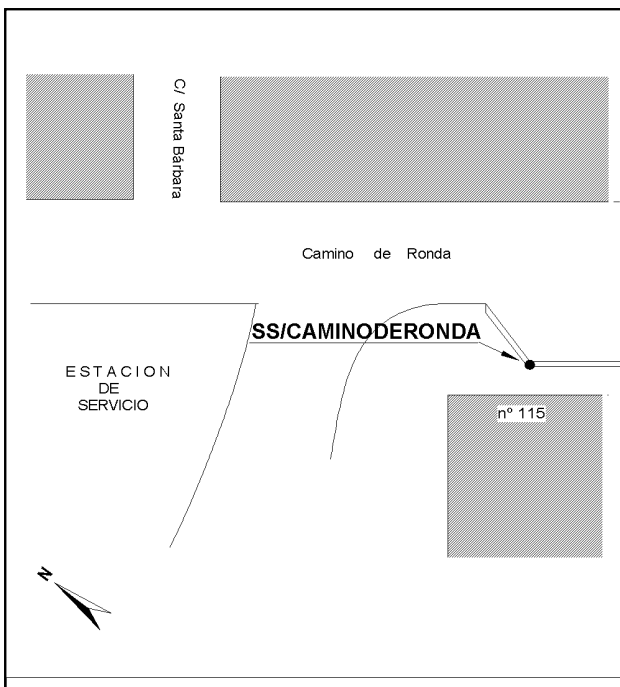 C/ Santa Bárbara
Camino de Ronda
SS/CAMINODERONDA
ESTACION
DE
SERVICIO
nº 115
N